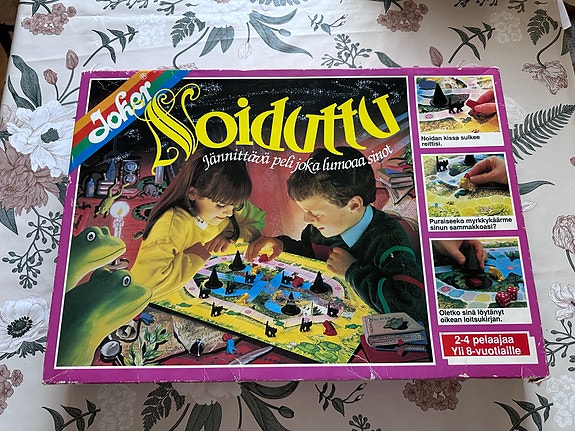 Joker
Noiduttu
Jännittävä peli joka lumoaa sinut
Noidan kissa sulkee
reittisi.
Puraiseeko myrkkykäärme
sinun sammakkoasi?
Oletko sinä löytänyt
oikean loitsukirjan.
2-4 pelaajaa
Yli 8-vuotiaille